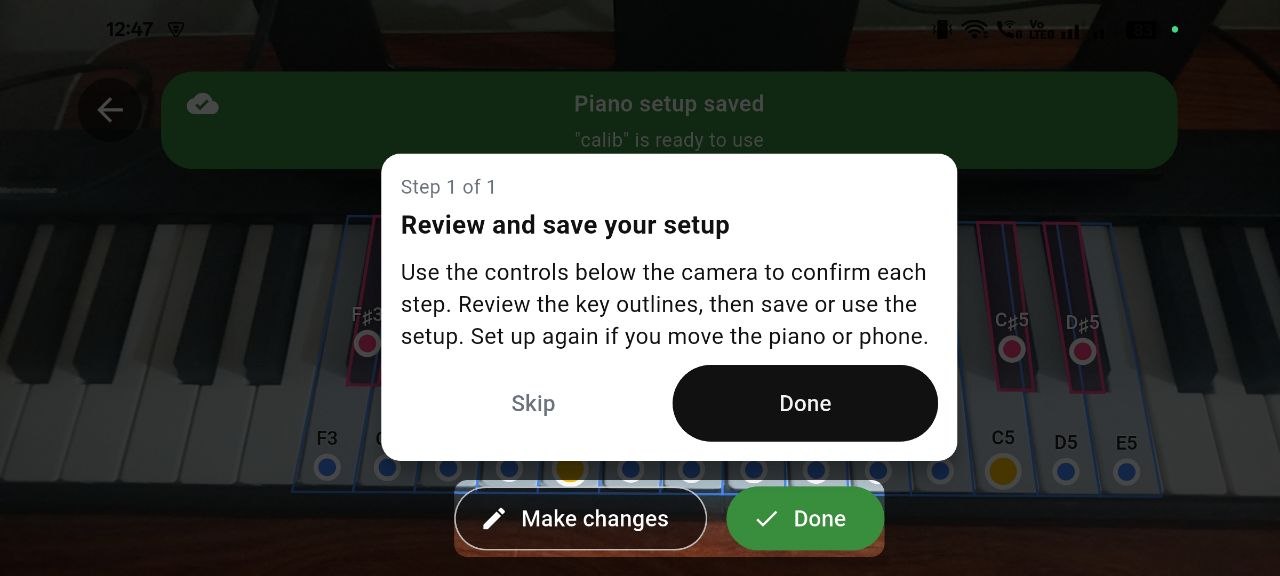 12:47
Vo
LTE
83
Piano setup saved
"calib" is ready to use
Step 1 of 1
Review and save your setup
Use the controls below the camera to confirm each
step. Review the key outlines, then save or use the
setup. Set up again if you move the piano or phone.
Skip
Done
F♯3
C♯5
D♯5
F3
C5
D5
E5
Make changes
Done